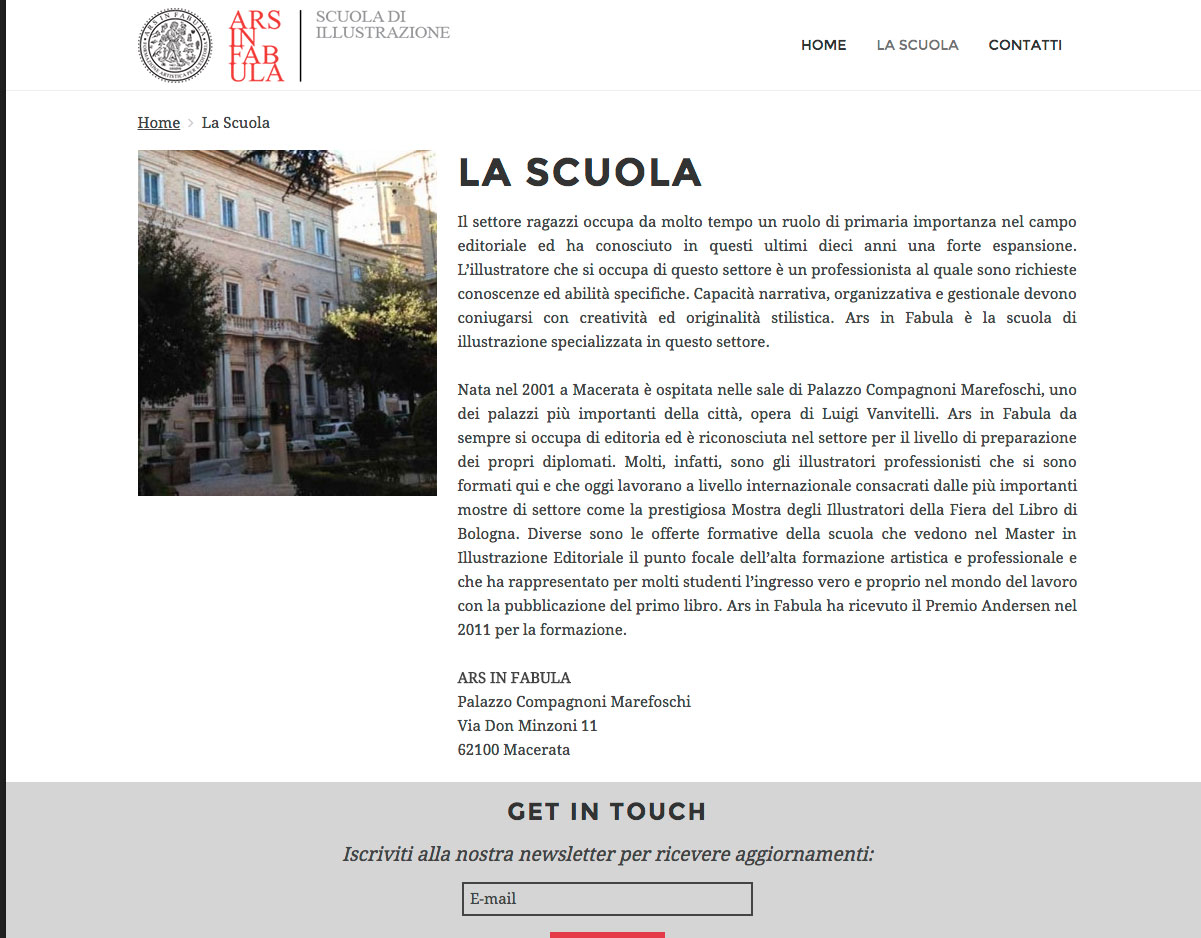 ARS IN FABULA
FORMAZIONE ARTISTICA PER L'EDITORIA
ARS
IN
FAB
ULA
SCUOLA DI
ILLUSTRAZIONE
HOME LA SCUOLA CONTATTI
Home > La Scuola
LA SCUOLA
Il settore ragazzi occupa da molto tempo un ruolo di primaria importanza nel campo
editoriale ed ha conosciuto in questi ultimi dieci anni una forte espansione.
L’illustratore che si occupa di questo settore è un professionista al quale sono richieste
conoscenze ed abilità specifiche. Capacità narrativa, organizzativa e gestionale devono
coniugarsi con creatività ed originalità stilistica. Ars in Fabula è la scuola di
illustrazione specializzata in questo settore.
Nata nel 2001 a Macerata è ospitata nelle sale di Palazzo Compagnoni Marefoschi, uno
dei palazzi più importanti della città, opera di Luigi Vanvitelli. Ars in Fabula da
sempre si occupa di editoria ed è riconosciuta nel settore per il livello di preparazione
dei propri diplomati. Molti, infatti, sono gli illustratori professionisti che si sono
formati qui e che oggi lavorano a livello internazionale consacrati dalle più importanti
mostre di settore come la prestigiosa Mostra degli Illustratori della Fiera del Libro di
Bologna. Diverse sono le offerte formative della scuola che vedono nel Master in
Illustrazione Editoriale il punto focale dell’alta formazione artistica e professionale e
che ha rappresentato per molti studenti l’ingresso vero e proprio nel mondo del lavoro
con la pubblicazione del primo libro. Ars in Fabula ha ricevuto il Premio Andersen nel
2011 per la formazione.
ARS IN FABULA
Palazzo Compagnoni Marefoschi
Via Don Minzoni 11
62100 Macerata
GET IN TOUCH
Iscriviti alla nostra newsletter per ricevere aggiornamenti:
E-mail